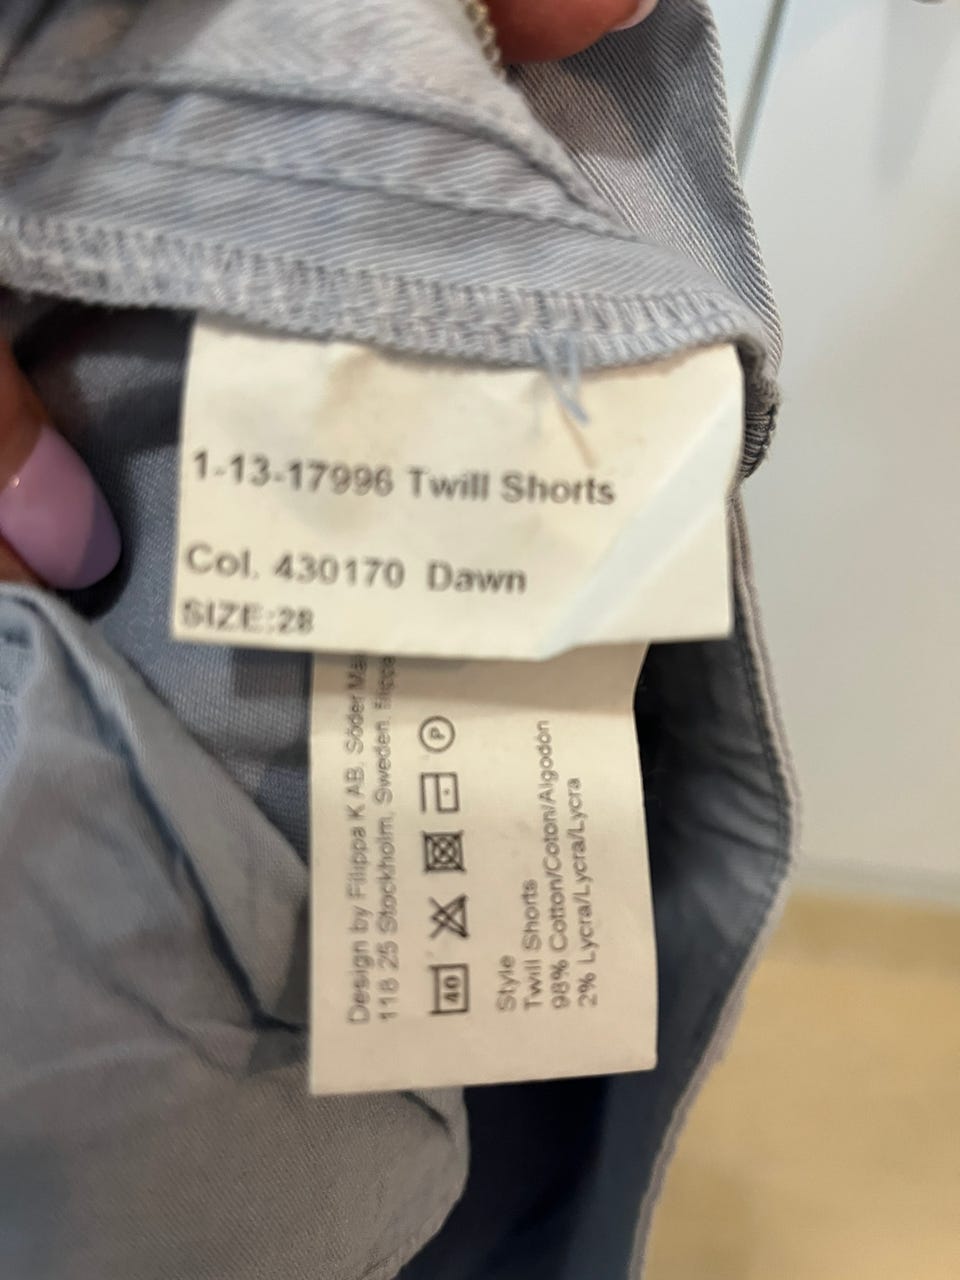 1-13-17996 Twill Shorts
Col. 430170 Dawn
SIZE:28
Design by Filippa K AB, Söder
118 25 Stockholm, Sweden.
P
40
Style
Twill Shorts
98% Cotton/Coton/Algodón
2% Lycra/Lycra/Lycra